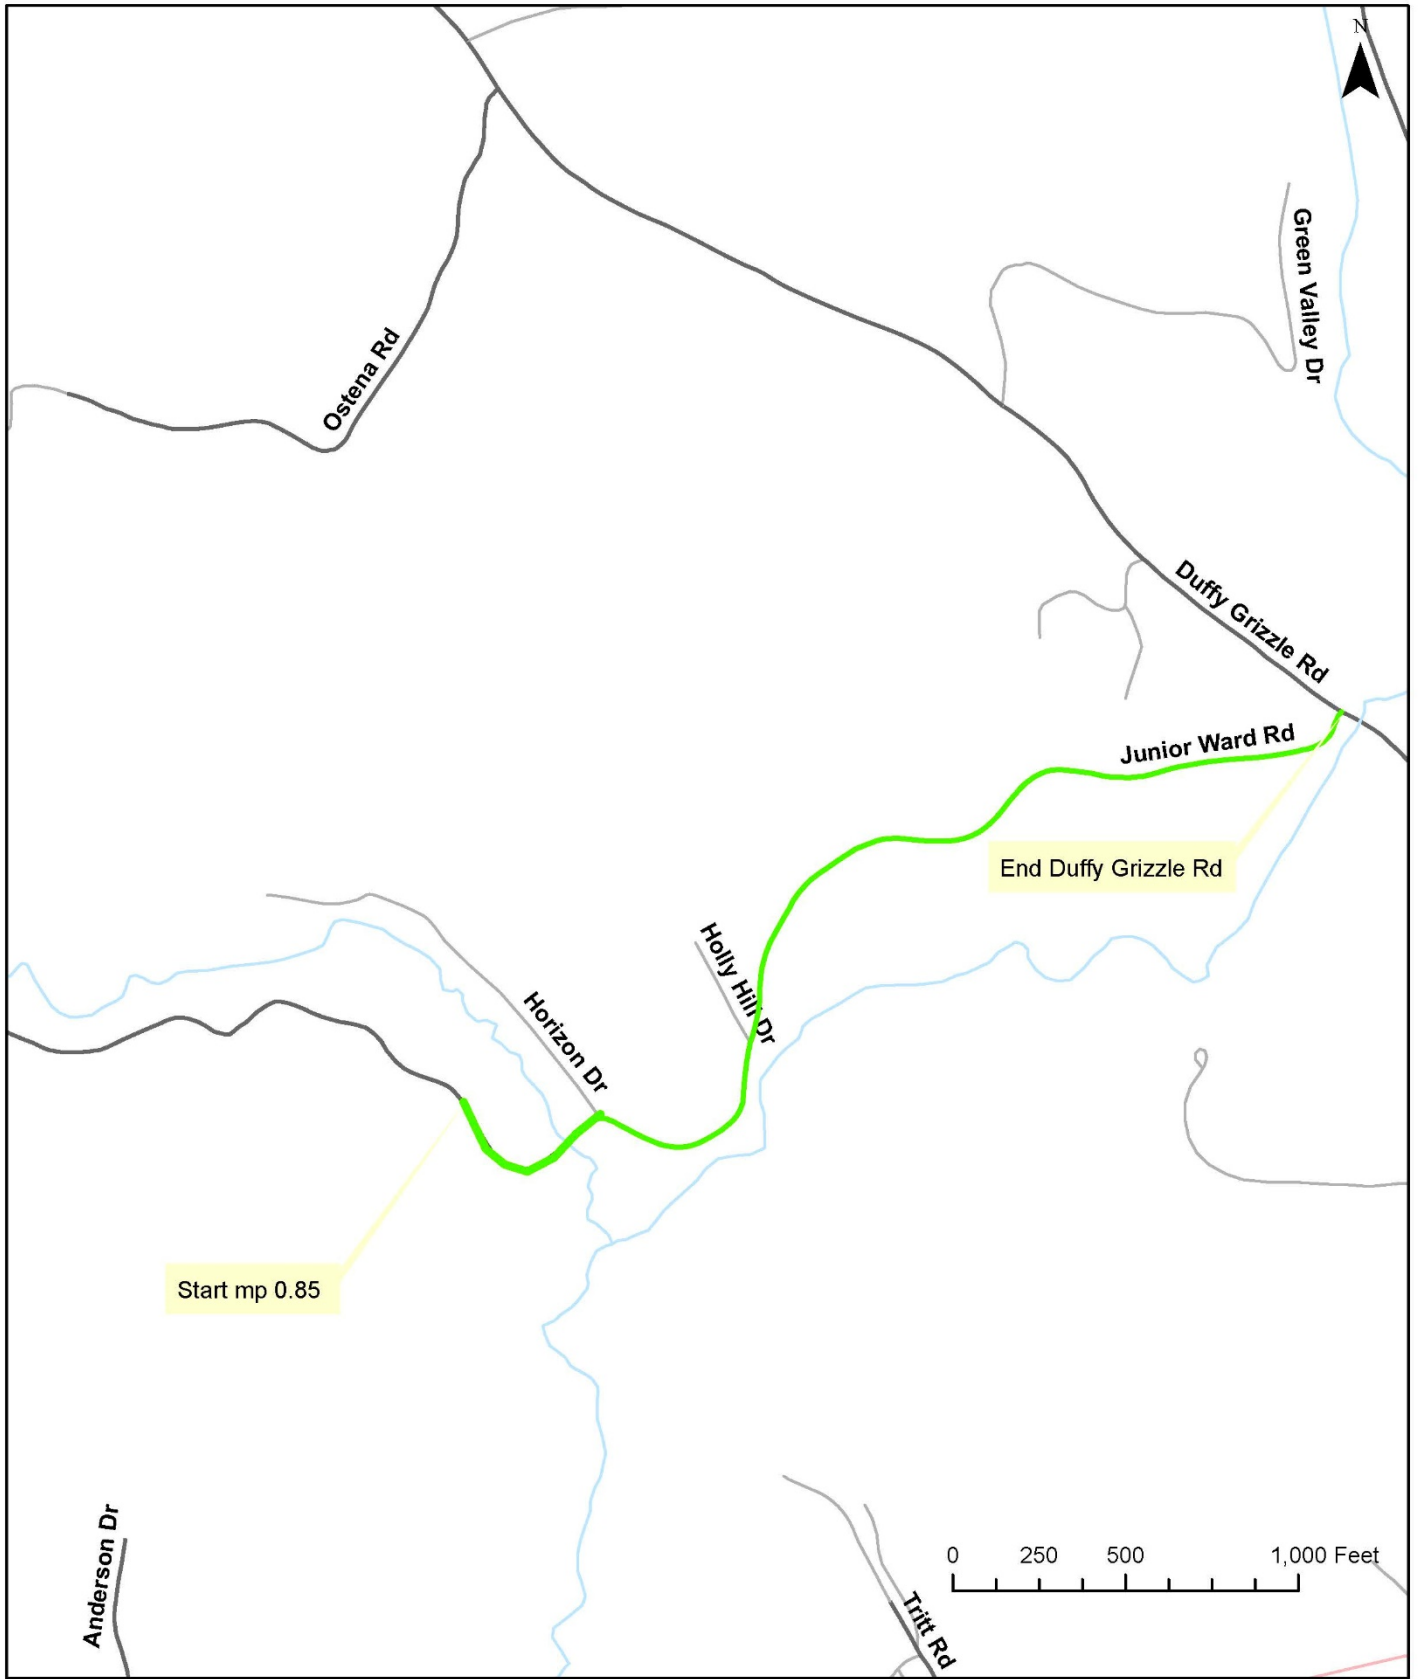 N
Green Valley Dr
Ostena Rd
Duffy Grizzle Rd
Junior Ward Rd
End Duffy Grizzle Rd
Holly Hill Dr
Horizon Dr
Start mp 0.85
Anderson Dr
0 250 500 1,000 Feet
Tritt Rd